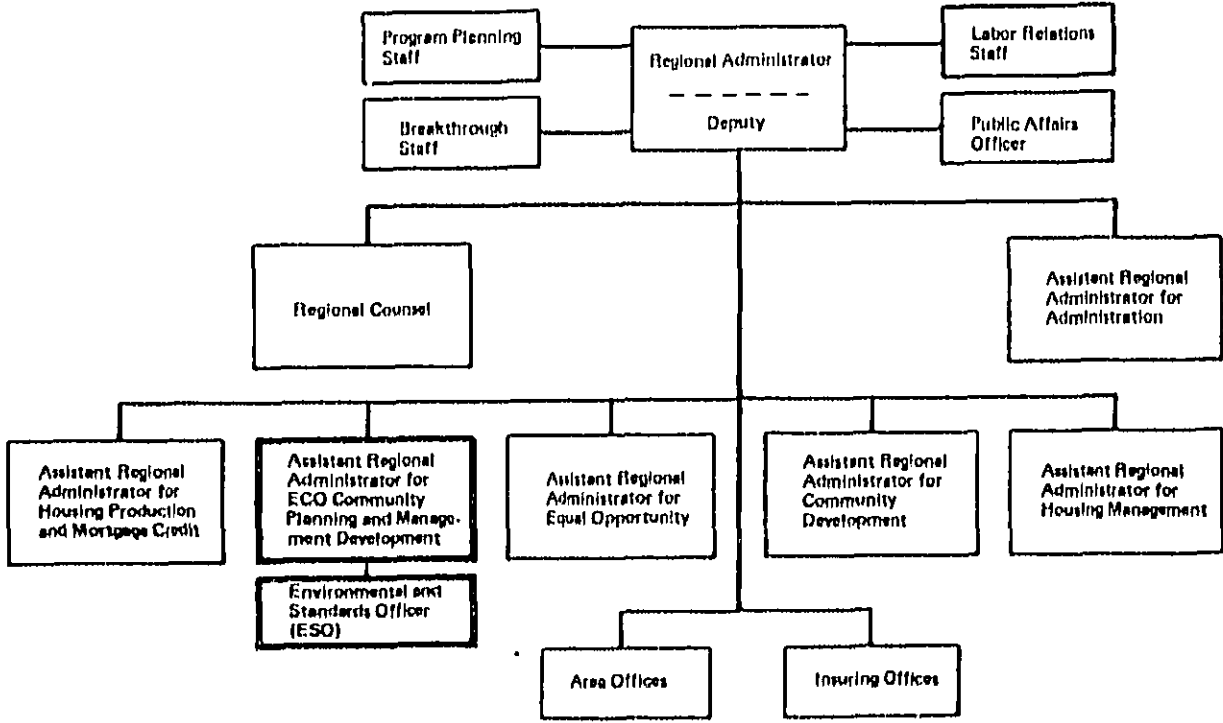 Program Planning
Staff
Regional Administrator
Deputy
Labor Relations
Staff
Breakthrough
Staff
Public Affairs
Officer
Regional Counsel
Assistant Regional
Administrator for
Administration
Assistant Regional
Administrator for
Housing Production
and Mortgage Credit
Assistant Regional
Administrator for
ECO Community
Planning and Manage-
ment Development
Assistant Regional
Administrator for
Equal Opportunity
Assistant Regional
Administrator for
Community
Development
Assistant Regional
Administrator for
Housing Management
Environmental and
Standards Officer
(ESO)
Area Offices
Insuring Offices